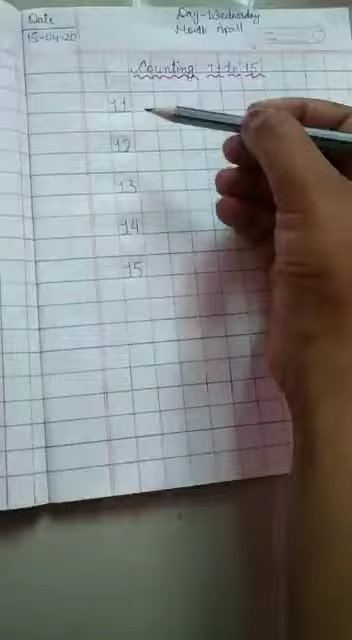 Date
Day-Wednesday
15-04-20
Month April
Counting 11 to 15
11
12
13
14
15